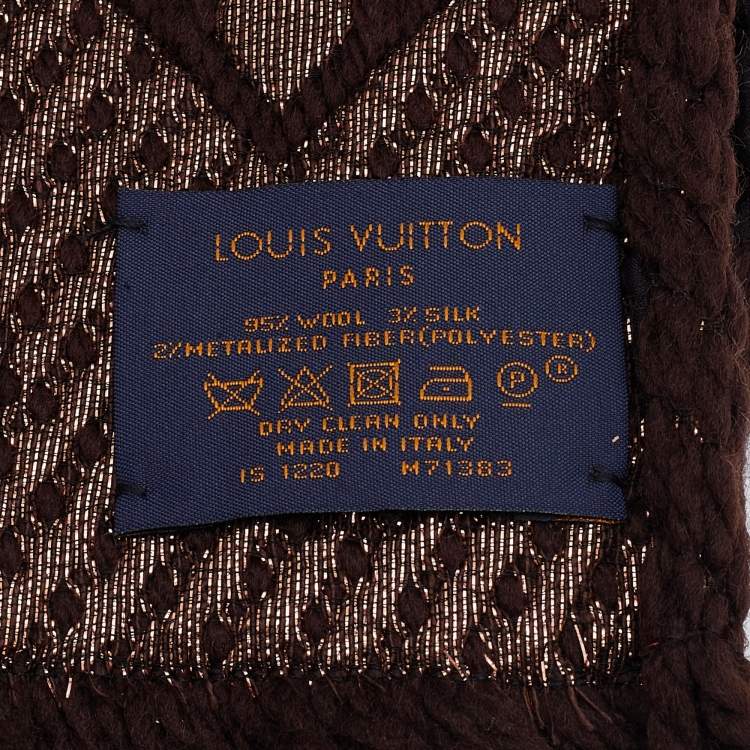 LOUIS VUITTON
PARIS
95% WOOL 3% SILK
2%METALIZED FIBER(POLYESTER)
P R
DRY CLEAN ONLY
MADE IN ITALY
IS 1220 M71383